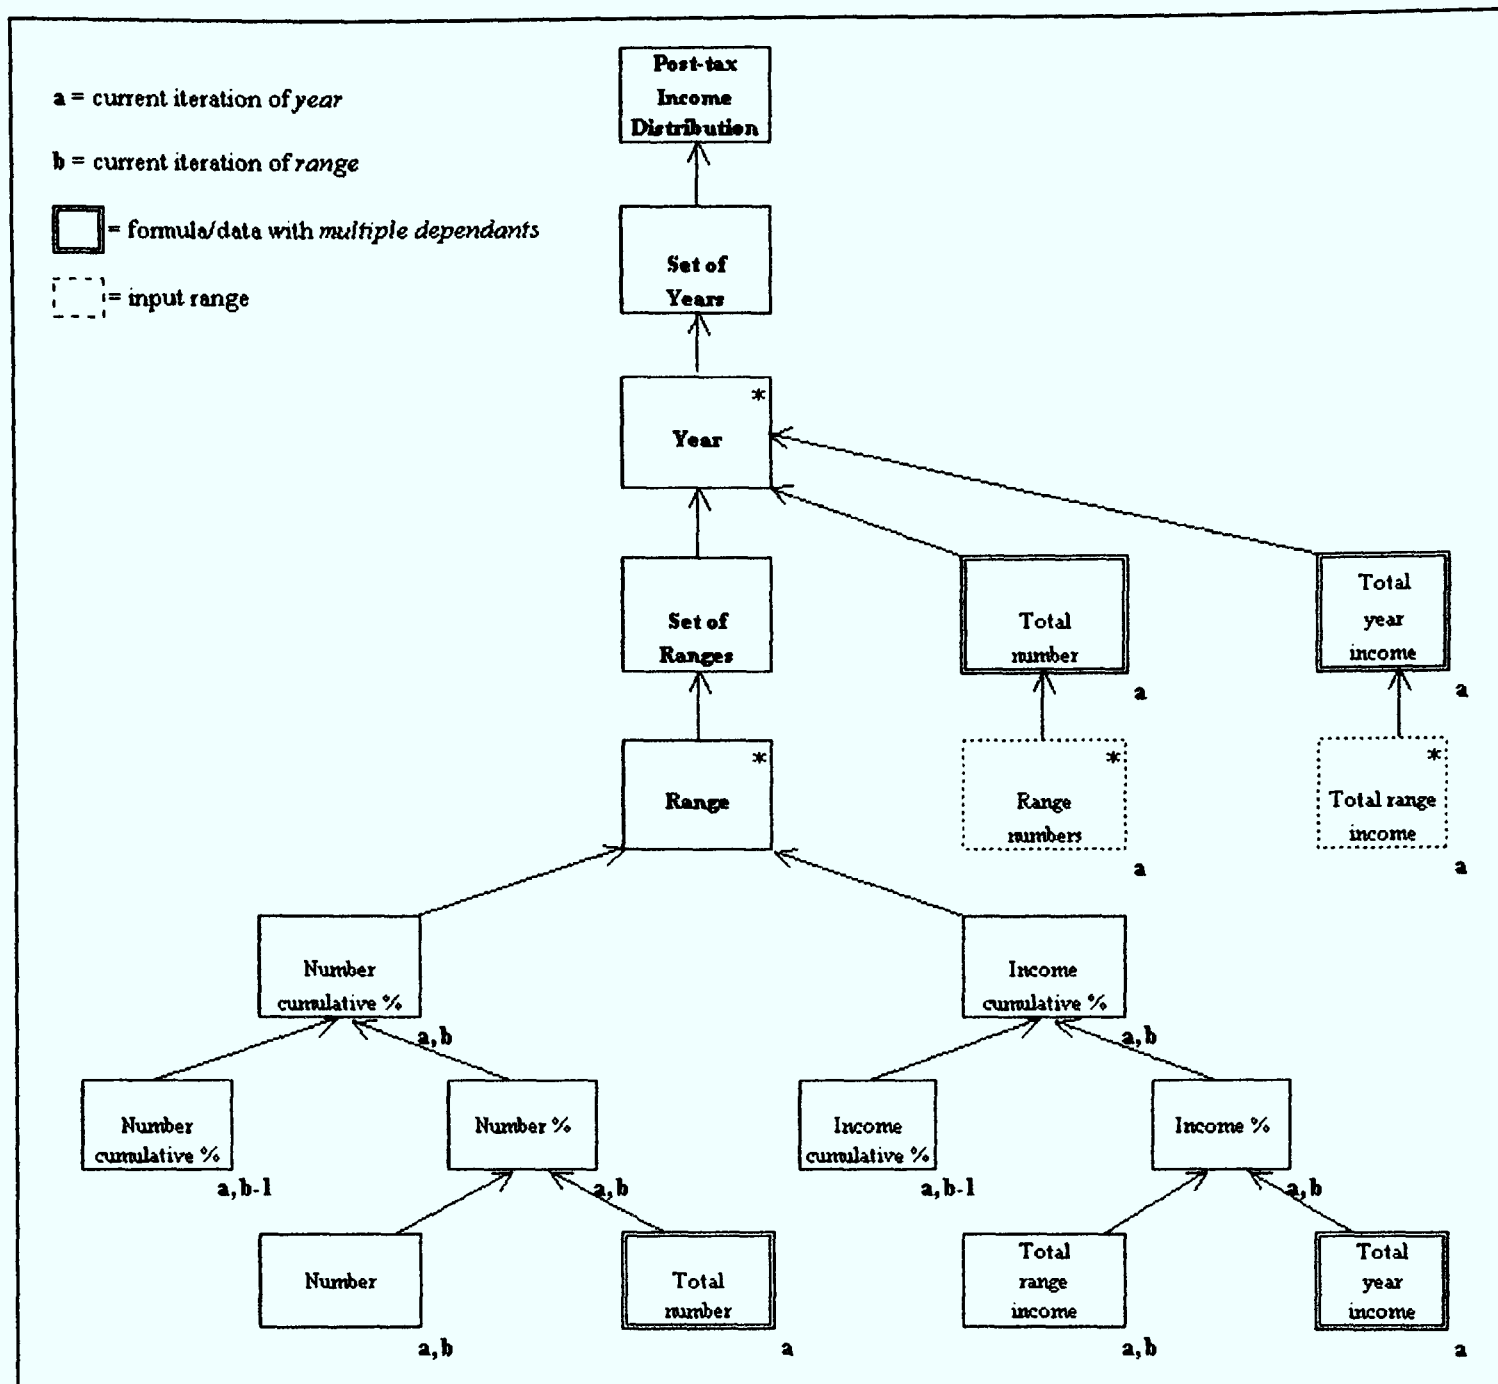 Post-tax
Income
Distribution
a = current iteration of year
b = current iteration of range
= formula/data with multiple dependants
= input range
Set of
Years
*
Year
Set of
Ranges
Total
number
a
Total
year
income
a
*
Range
*
Range
numbers
a
*
Total range
income
a
Number
cumulative %
a, b
Income
cumulative %
a, b
Number
cumulative %
a, b-1
Number %
a, b
Income
cumulative %
a, b-1
Income %
a, b
Number
a, b
Total
number
a
Total
range
income
a, b
Total
year
income
a